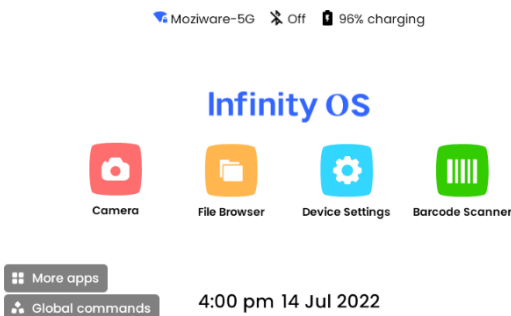 Moziware-5G Off 96% charging
Infinity OS
Camera File Browser Device Settings Barcode Scanner
More apps
Global commands
4:00 pm 14 Jul 2022